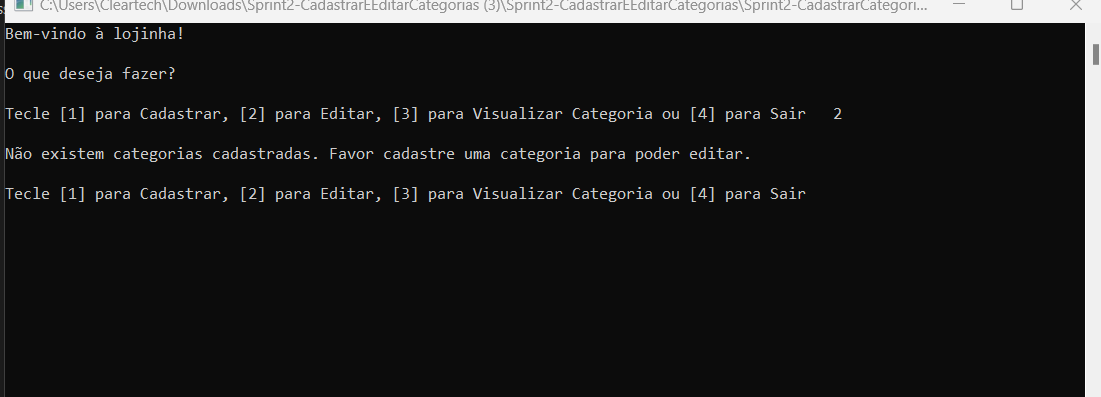 C:\Users\Cleartech\Downloads\Sprint2-CadastrarEEditarCategorias (3)\Sprint2-CadastrarEEditarCategorias\Sprint2-CadastrarCategori...
Bem-vindo à lojinha!
O que deseja fazer?
Tecle [1] para Cadastrar, [2] para Editar, [3] para Visualizar Categoria ou [4] para Sair   2
Não existem categorias cadastradas. Favor cadastre uma categoria para poder editar.
Tecle [1] para Cadastrar, [2] para Editar, [3] para Visualizar Categoria ou [4] para Sair